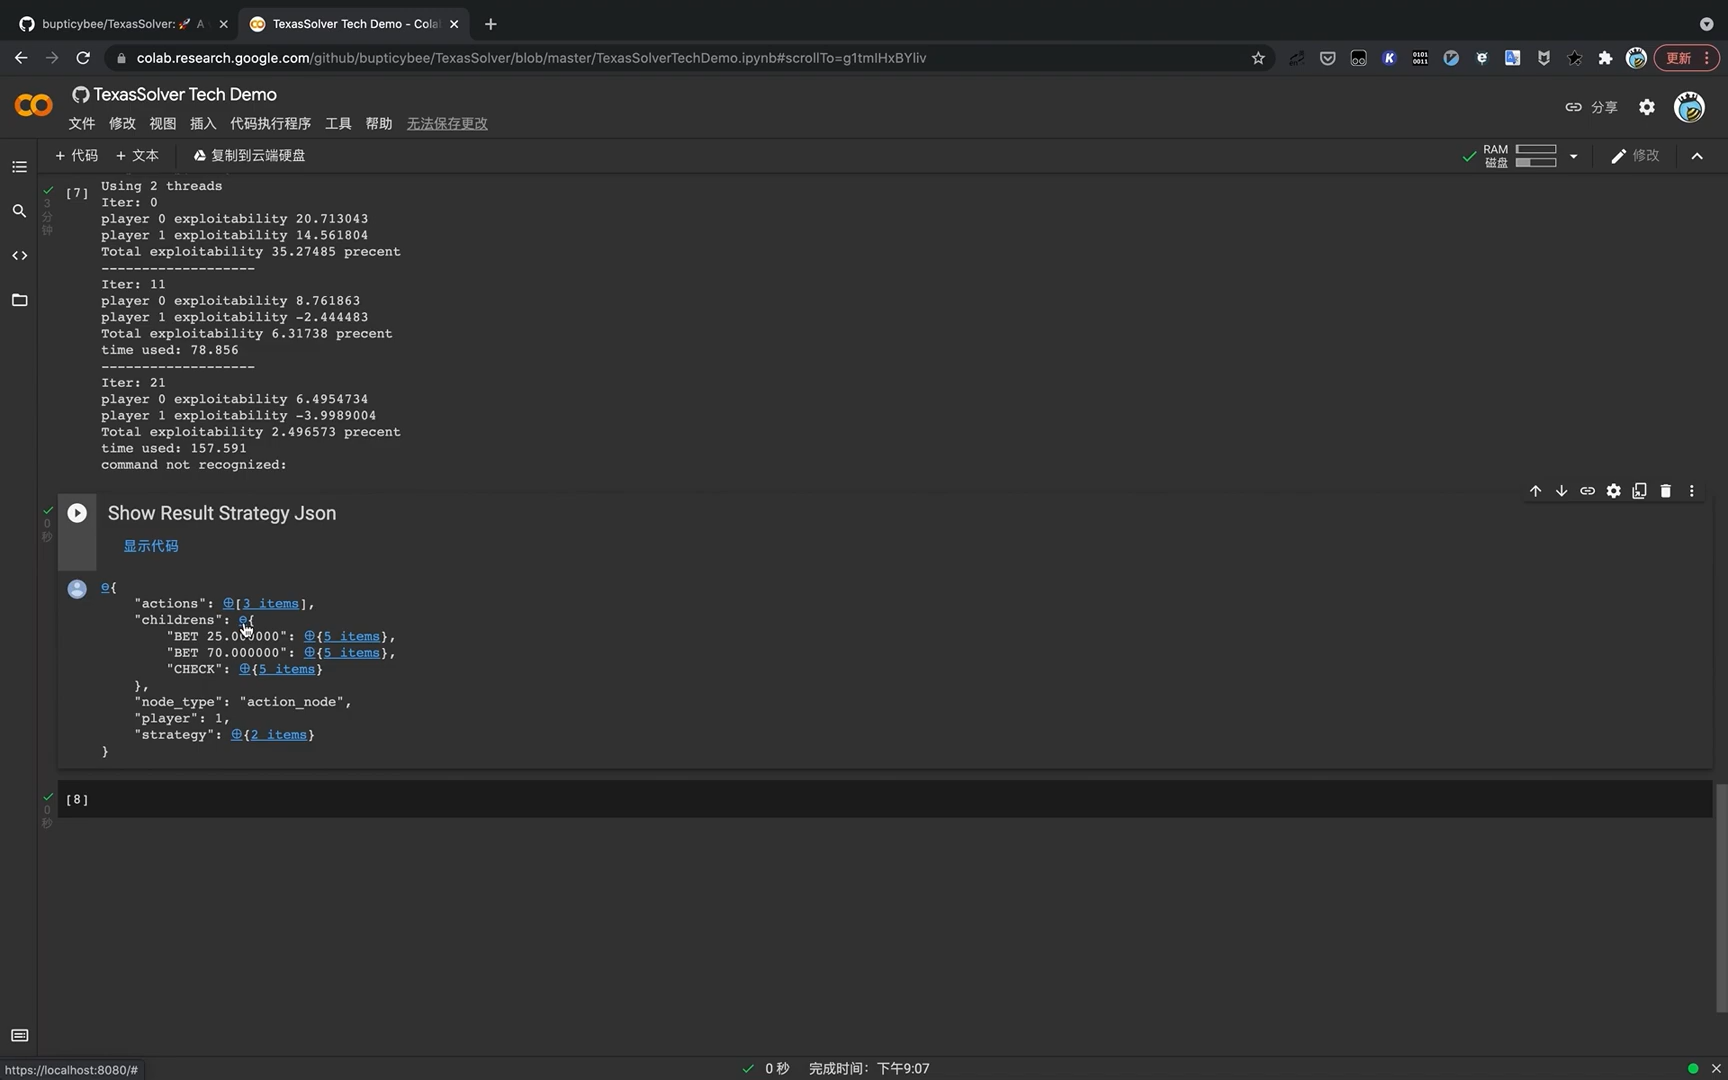 bupticybee/TexasSolver: 🚀 A
TexasSolver Tech Demo - Cola
colab.research.google.com/github/bupticybee/TexasSolver/blob/master/TexasSolverTechDemo.ipynb#scrollTo=g1tmlHxBYIiv
更新
TexasSolver Tech Demo
分享
文件 修改 视图 插入 代码执行程序 工具 帮助 无法保存更改
+ 代码 + 文本 复制到云端硬盘
RAM
磁盘
修改
3
分
钟
[7]
Using 2 threads
Iter: 0
player 0 exploitability 20.713043
player 1 exploitability 14.561804
Total exploitability 35.27485 precent
-------------------
Iter: 11
player 0 exploitability 8.761863
player 1 exploitability -2.444483
Total exploitability 6.31738 precent
time used: 78.856
-------------------
Iter: 21
player 0 exploitability 6.4954734
player 1 exploitability -3.9989004
Total exploitability 2.496573 precent
time used: 157.591
command not recognized:
0
秒
Show Result Strategy Json
显示代码
⊖{
"actions": ⊕[3 items],
"childrens": ⊖{
"BET 25.000000": ⊕{5 items},
"BET 70.000000": ⊕{5 items},
"CHECK": ⊕{5 items}
},
"node_type": "action_node",
"player": 1,
"strategy": ⊕{2 items}
}
0
秒
[8]
https://localhost:8080/#
0 秒 完成时间: 下午9:07